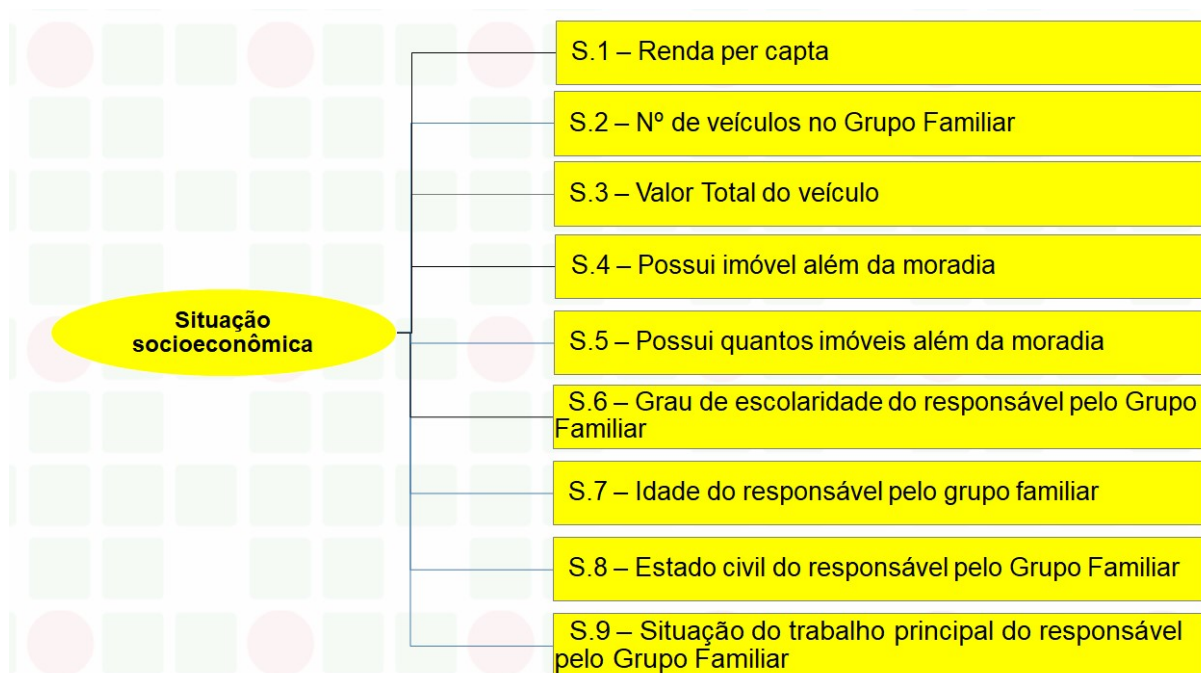 S.1 – Renda per capta
S.2 – Nº de veículos no Grupo Familiar
S.3 – Valor Total do veículo
S.4 – Possui imóvel além da moradia
Situação
socioeconômica
S.5 – Possui quantos imóveis além da moradia
S.6 – Grau de escolaridade do responsável pelo Grupo
Familiar
S.7 – Idade do responsável pelo grupo familiar
S.8 – Estado civil do responsável pelo Grupo Familiar
S.9 – Situação do trabalho principal do responsável
pelo Grupo Familiar